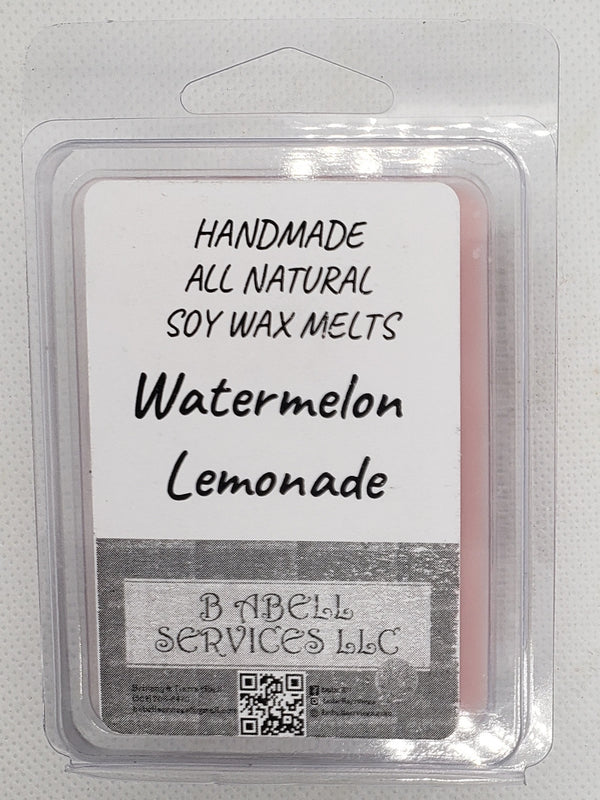 HANDMADE
ALL NATURAL
SOY WAX MELTS
Watermelon
Lemonade
B ABELL
SERVICES LLC